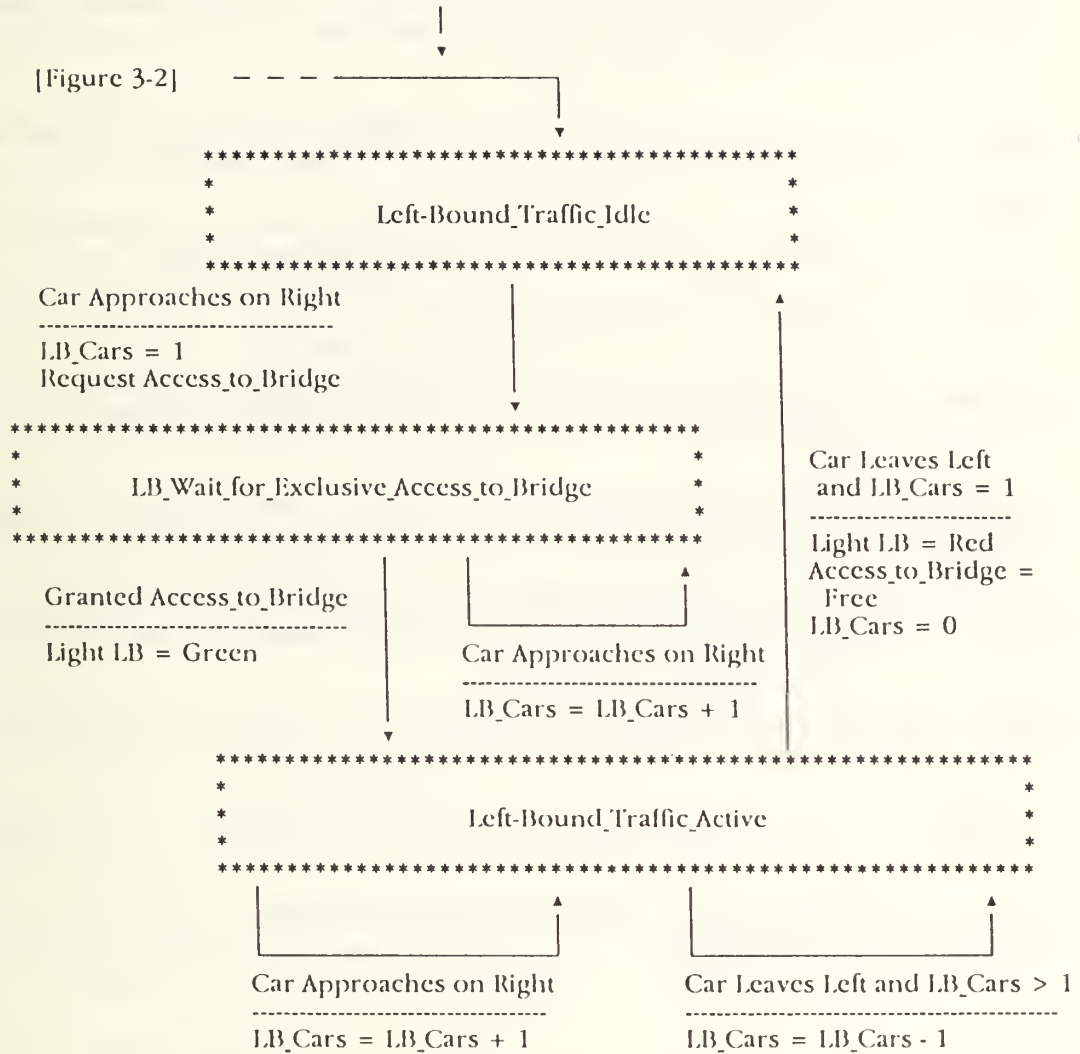 [Figure 3-2]
Left-Bound_Traffic_Idle
Car Approaches on Right
LB_Cars = 1
Request Access_to_Bridge
LB_Wait_for_Exclusive_Access_to_Bridge
Car Leaves Left
and LB_Cars = 1
Light LB = Red
Access_to_Bridge =
Free
LB_Cars = 0
Granted Access_to_Bridge
Light LB = Green
Car Approaches on Right
LB_Cars = LB_Cars + 1
Left-Bound_Traffic_Active
Car Approaches on Right
LB_Cars = LB_Cars + 1
Car Leaves Left and LB_Cars > 1
LB_Cars = LB_Cars - 1